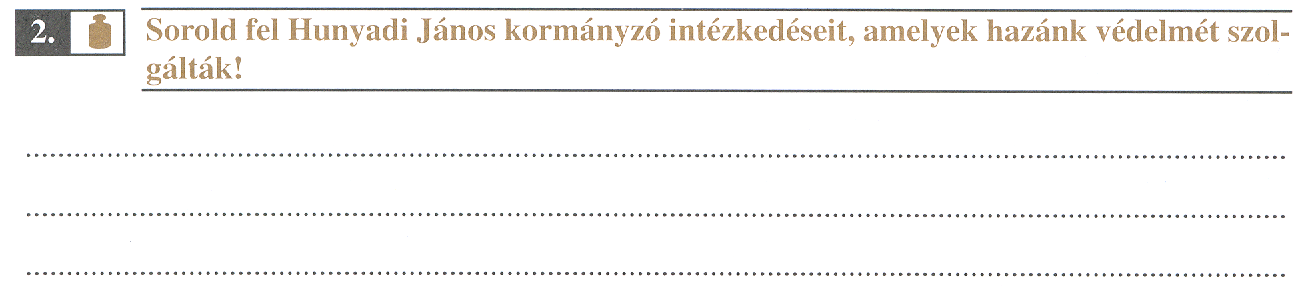 2. Sorold fel Hunyadi János kormányzó intézkedéseit, amelyek hazánk védelmét szol-
gálták!